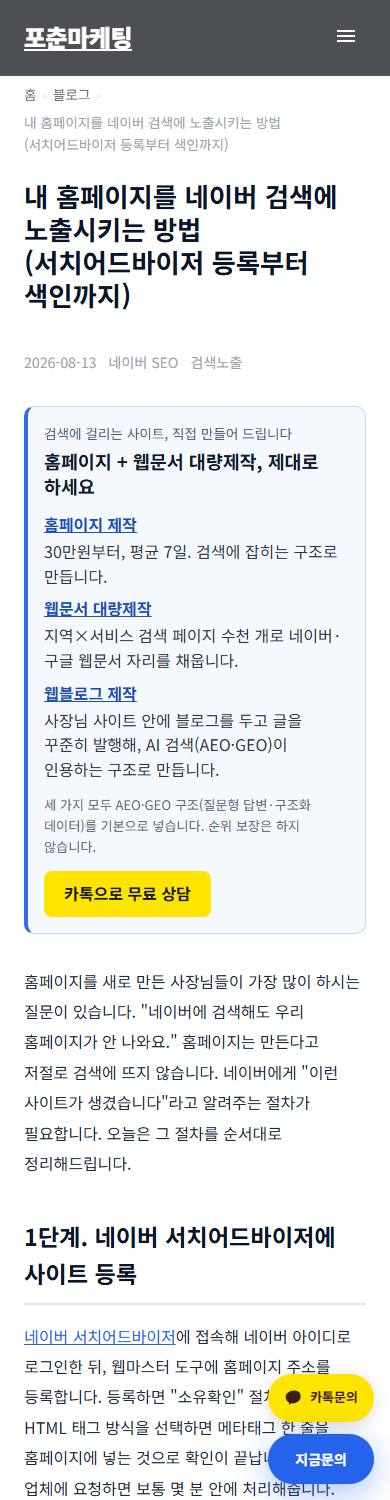 포춘마케팅
홈 › 블로그 ›
내 홈페이지를 네이버 검색에 노출시키는 방법
(서치어드바이저 등록부터 색인까지)
내 홈페이지를 네이버 검색에
노출시키는 방법
(서치어드바이저 등록부터
색인까지)
2026-08-13 네이버 SEO 검색노출
검색에 걸리는 사이트, 직접 만들어 드립니다
홈페이지 + 웹문서 대량제작, 제대로
하세요
홈페이지 제작
30만원부터, 평균 7일. 검색에 잡히는 구조로
만듭니다.
웹문서 대량제작
지역×서비스 검색 페이지 수천 개로 네이버·
구글 웹문서 자리를 채웁니다.
웹블로그 제작
사장님 사이트 안에 블로그를 두고 글을
꾸준히 발행해, AI 검색(AEO·GEO)이
인용하는 구조로 만듭니다.
세 가지 모두 AEO·GEO 구조(질문형 답변·구조화
데이터)를 기본으로 넣습니다. 순위 보장은 하지
않습니다.
카톡으로 무료 상담
홈페이지를 새로 만든 사장님들이 가장 많이 하시는
질문이 있습니다. "네이버에 검색해도 우리
홈페이지가 안 나와요." 홈페이지는 만든다고
저절로 검색에 뜨지 않습니다. 네이버에게 "이런
사이트가 생겼습니다"라고 알려주는 절차가
필요합니다. 오늘은 그 절차를 순서대로
정리해드립니다.
1단계. 네이버 서치어드바이저에
사이트 등록
네이버 서치어드바이저에 접속해 네이버 아이디로
로그인한 뒤, 웹마스터 도구에 홈페이지 주소를
등록합니다. 등록하면 "소유확인"
카톡문의
HTML 태그 방식을 선택하면 메타태그 한 줄을
홈페이지에 넣는 것으로 확인이
지금문의
업체에 요청하면 보통 몇 분 안에 처리해줍니다.